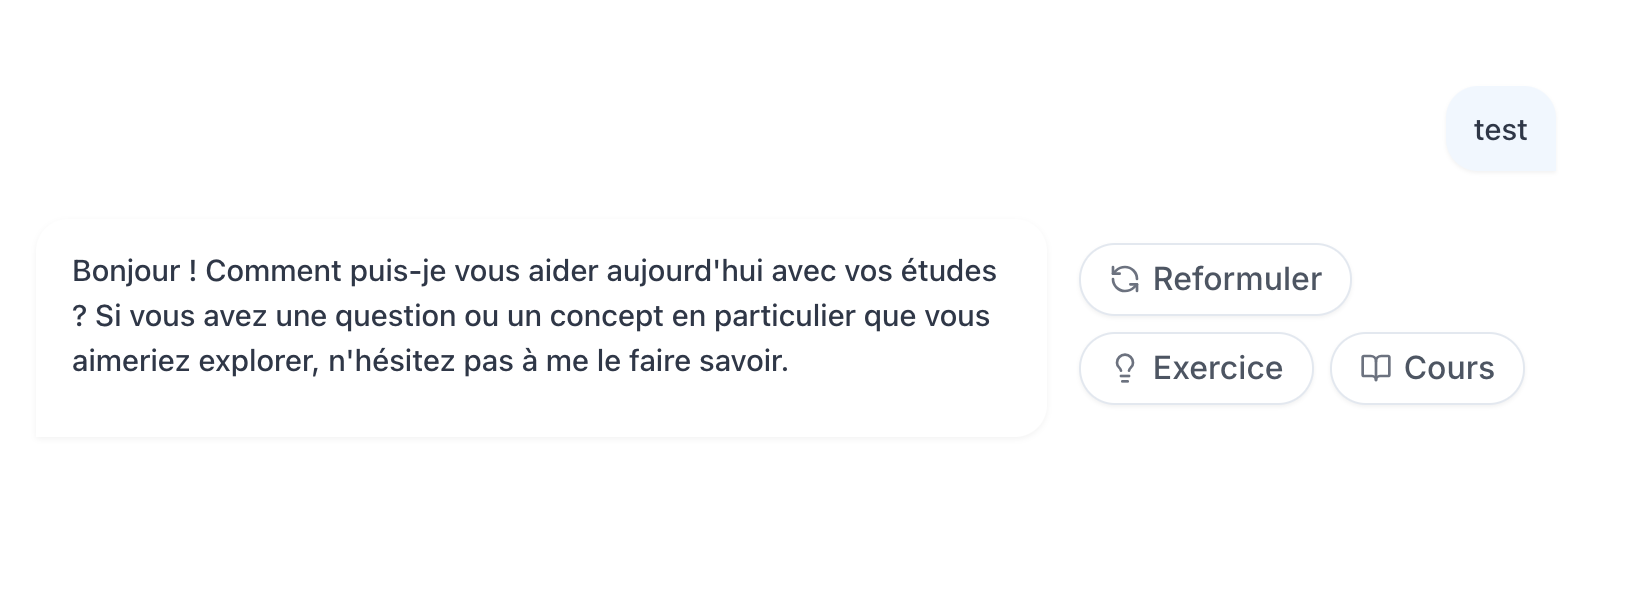 test
Bonjour ! Comment puis-je vous aider aujourd'hui avec vos études
? Si vous avez une question ou un concept en particulier que vous
aimeriez explorer, n'hésitez pas à me le faire savoir.
Reformuler
Exercice
Cours